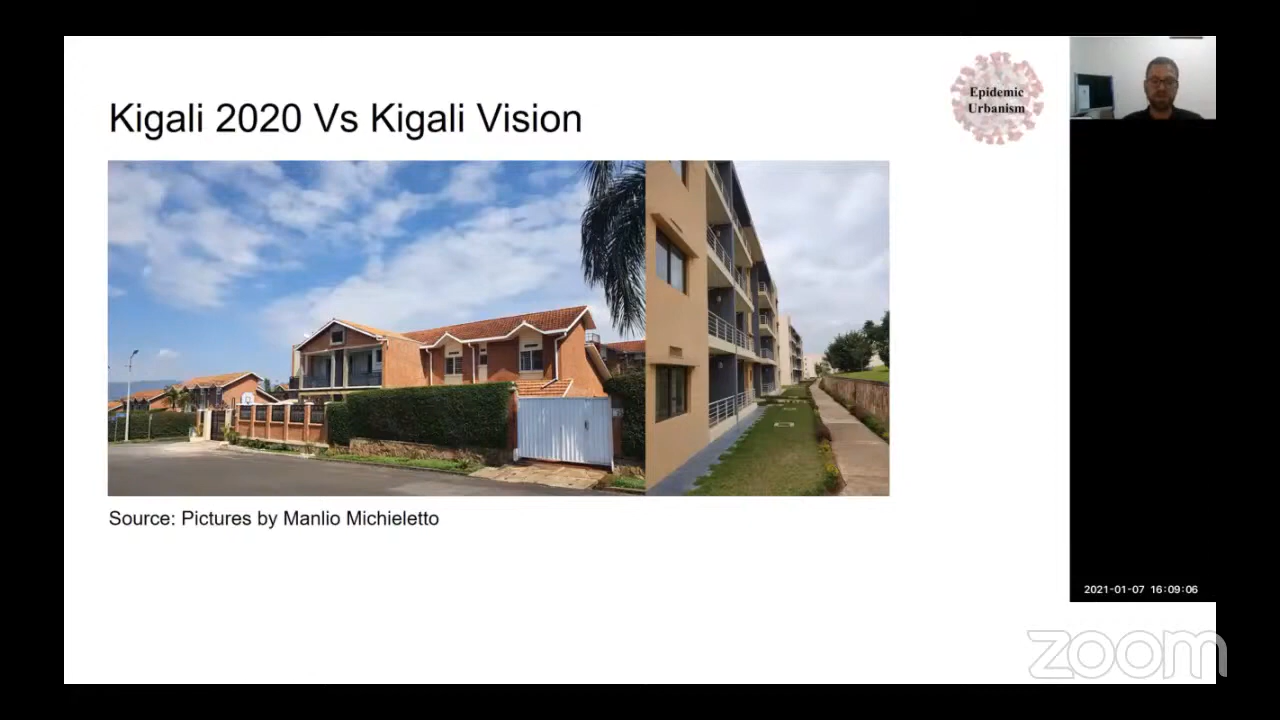 Kigali 2020 Vs Kigali Vision
Epidemic
Urbanism
Source: Pictures by Manlio Michieletto
2021-01-07 16:09:06
zoom